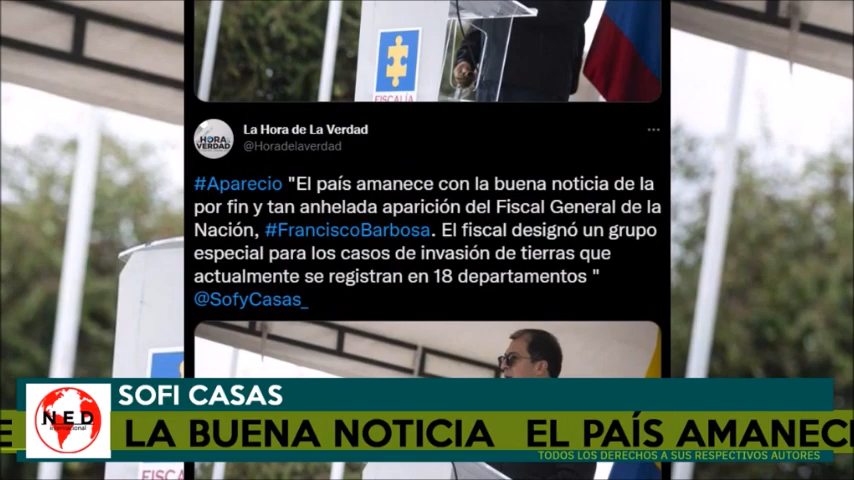 FISCALÍA
La Hora de La Verdad
@Horadelaverdad
HORA
VERDAD
#Aparecio "El país amanece con la buena noticia de la
por fin y tan anhelada aparición del Fiscal General de la
Nación, #FranciscoBarbosa. El fiscal designó un grupo
especial para los casos de invasión de tierras que
actualmente se registran en 18 departamentos "
@SofyCasas_
SOFI CASAS
NED
E LA BUENA NOTICIA EL PAÍS AMANECE
TODOS LOS DERECHOS A SUS RESPECTIVOS AUTORES
FISCA